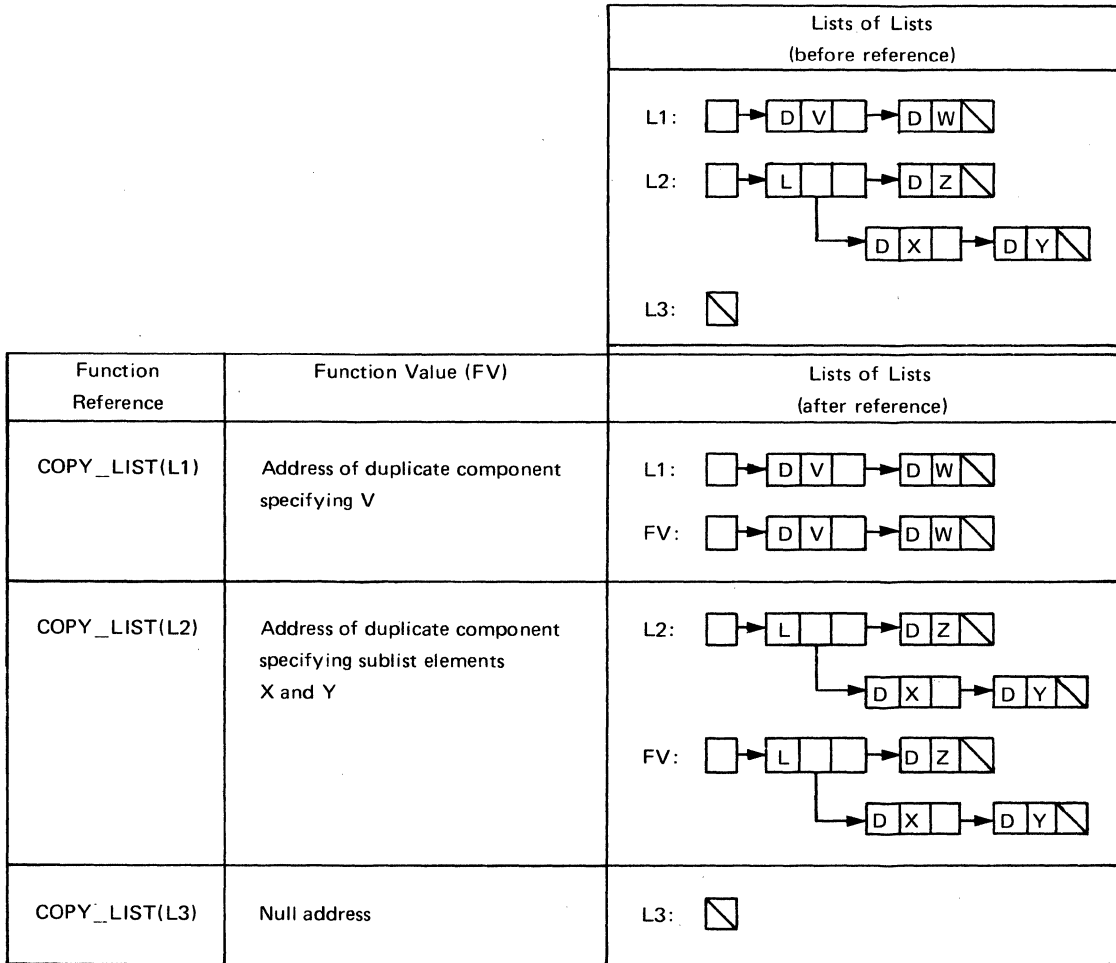 Lists of Lists
(before reference)
L1: D V D W
L2: L D Z
D X D Y
L3:
Function
Reference
Function Value (FV)
Lists of Lists
(after reference)
COPY_LIST(L1)
Address of duplicate component
specifying V
L1: D V D W
FV: D V D W
COPY_LIST(L2)
Address of duplicate component
specifying sublist elements
X and Y
L2: L D Z
D X D Y
FV: L D Z
D X D Y
COPY_LIST(L3)
Null address
L3: